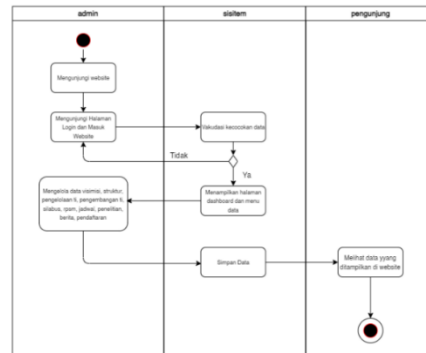 admin
sisitem
pengunjung
Mengunjungi website
Mengunjungi Halaman
Login dan Masuk
Website
Vakudasi kecocokan data
Tidak
Ya
Menampilkan halaman
dashboard dan menu
data
Mengelola data visimisi, struktur,
pengelolaan ti, pengembangan ti,
silabus, rpsm, jadwal, penelitian,
berita, pendaftaran
Simpan Data
Melihat data yyang
ditampilkan di website